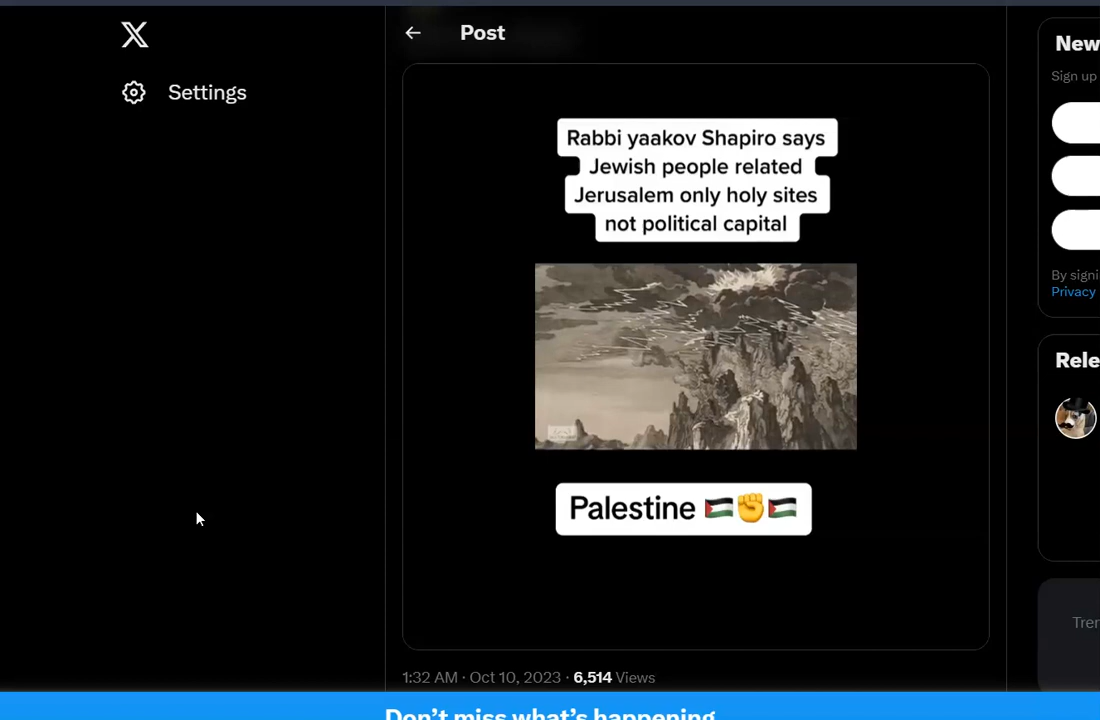 Post
Settings
Rabbi yaakov Shapiro says
Jewish people related
Jerusalem only holy sites
not political capital
Palestine 🇵🇸✊🇵🇸
1:32 AM · Oct 10, 2023 · 6,514 Views
New
Sign up
By signi
Privacy
Rele
Tren
Don’t miss what’s happening